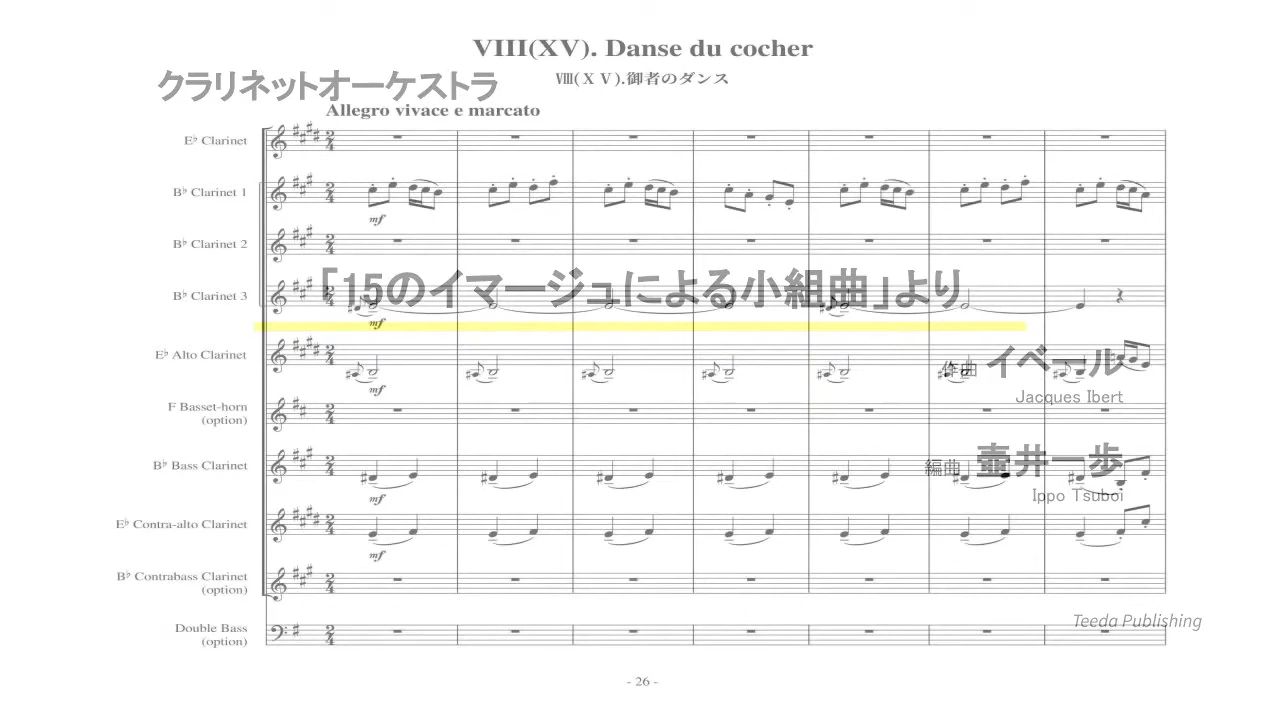 VIII(XV). Danse du cocher
Ⅷ(ⅩⅤ).御者のダンス
クラリネットオーケストラ
Allegro vivace e marcato
E♭ Clarinet
B♭ Clarinet 1
mf
B♭ Clarinet 2
「15のイマージュによる小組曲」より
B♭ Clarinet 3
mf
E♭ Alto Clarinet
作曲 イベール
mf
Jacques Ibert
F Basset-horn
(option)
編曲 壺井一歩
B♭ Bass Clarinet
mf
Ippo Tsuboi
E♭ Contra-alto Clarinet
mf
B♭ Contrabass Clarinet
(option)
Double Bass
(option)
Teeda Publishing
- 26 -